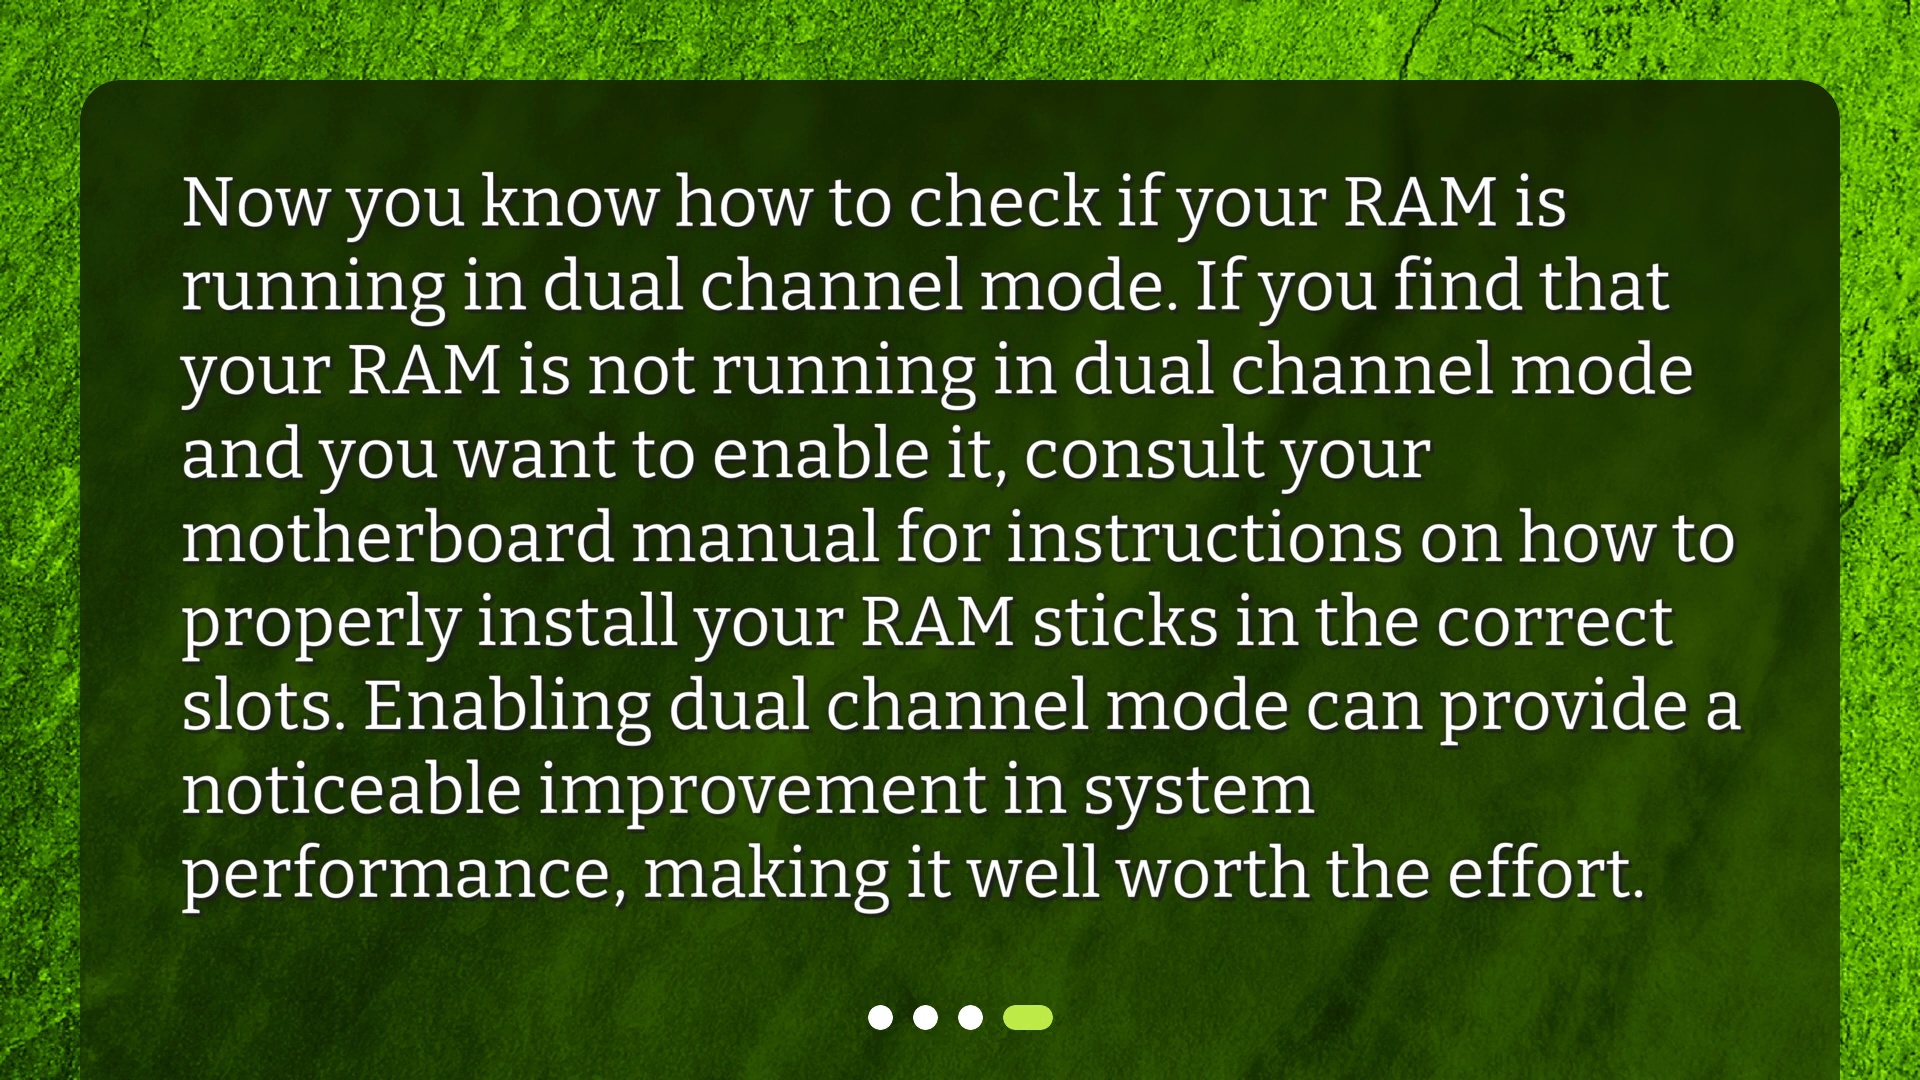 Now you know how to check if your RAM is
running in dual channel mode. If you find that
your RAM is not running in dual channel mode
and you want to enable it, consult your
motherboard manual for instructions on how to
properly install your RAM sticks in the correct
slots. Enabling dual channel mode can provide a
noticeable improvement in system
performance, making it well worth the effort.